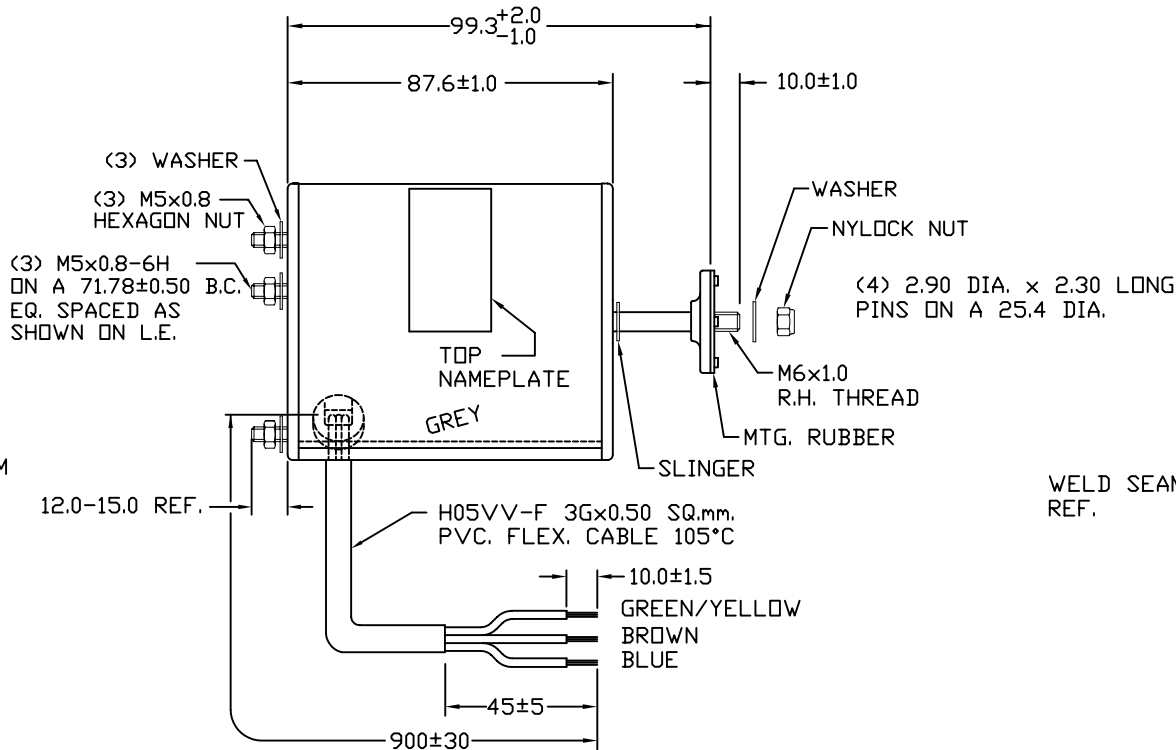 99.3+2.0
-1.0
87.6±1.0
10.0±1.0
(3) WASHER
(3) M5x0.8
HEXAGON NUT
(3) M5x0.8-6H
ON A 71.78±0.50 B.C.
EQ. SPACED AS
SHOWN ON L.E.
WASHER
NYLOCK NUT
(4) 2.90 DIA. x 2.30 LONG
PINS ON A 25.4 DIA.
TOP
NAMEPLATE
M6x1.0
R.H. THREAD
GREY
MTG. RUBBER
SLINGER
M
12.0-15.0 REF.
WELD SEAM
REF.
H05VV-F 3Gx0.50 SQ.mm.
PVC. FLEX. CABLE 105°C
10.0±1.5
GREEN/YELLOW
BROWN
BLUE
45±5
900±30